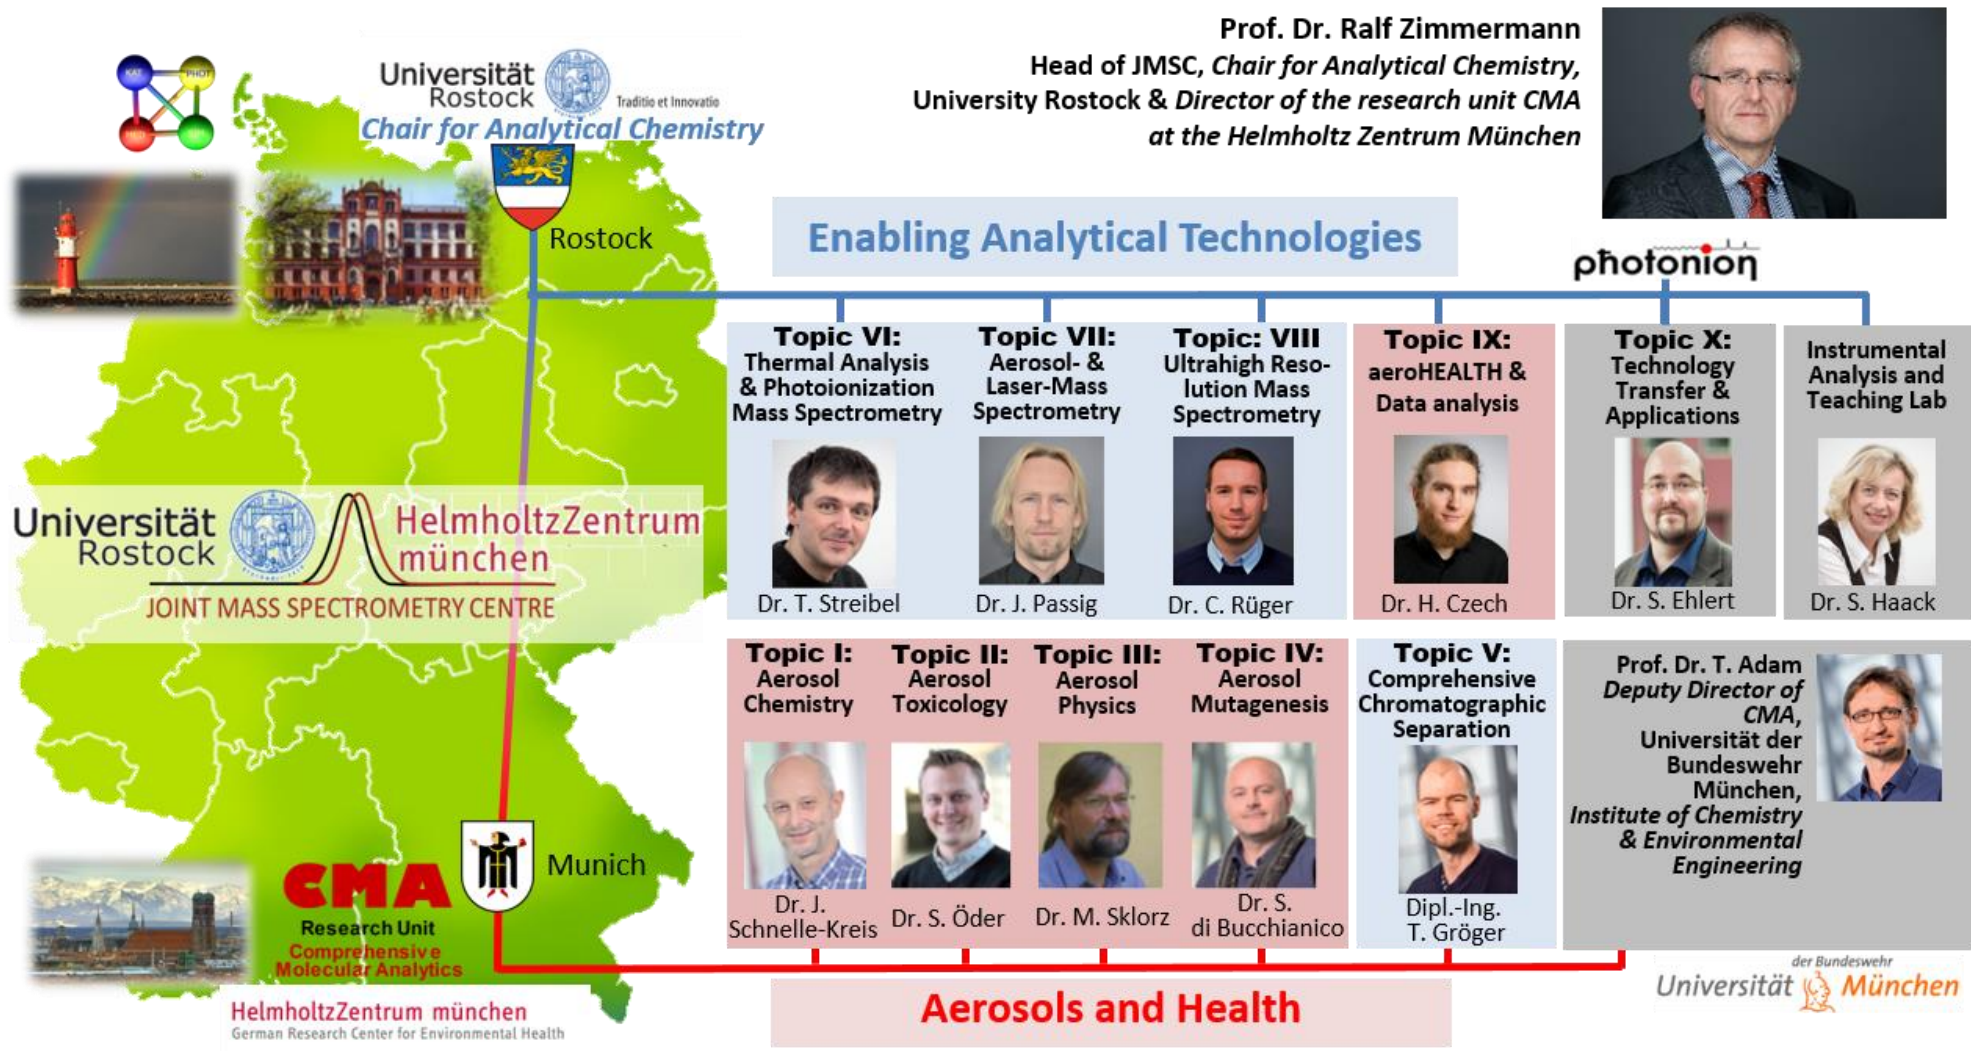 Prof. Dr. Ralf Zimmermann
Head of JMSC, Chair for Analytical Chemistry,
University Rostock & Director of the research unit CMA
at the Helmholtz Zentrum München
KAT
PHOT
Universität
Rostock
Traditio et Innovatio
Chair for Analytical Chemistry
Rostock
Enabling Analytical Technologies
photonion
Topic VI:
Thermal Analysis
& Photoionization
Mass Spectrometry
Dr. T. Streibel
Topic VII:
Aerosol- &
Laser-Mass
Spectrometry
Dr. J. Passig
Topic: VIII
Ultrahigh Reso-
lution Mass
Spectrometry
Dr. C. Rüger
Topic IX:
aeroHEALTH &
Data analysis
Dr. H. Czech
Topic X:
Technology
Transfer &
Applications
Dr. S. Ehlert
Instrumental
Analysis and
Teaching Lab
Dr. S. Haack
Universität
Rostock
HelmholtzZentrum
münchen
JOINT MASS SPECTROMETRY CENTRE
Topic I:
Aerosol
Chemistry
Dr. J.
Schnelle-Kreis
Topic II:
Aerosol
Toxicology
Dr. S. Öder
Topic III:
Aerosol
Physics
Dr. M. Sklorz
Topic IV:
Aerosol
Mutagenesis
Dr. S.
di Bucchianico
Topic V:
Comprehensive
Chromatographic
Separation
Dipl.-Ing.
T. Gröger
Prof. Dr. T. Adam
Deputy Director of
CMA,
Universität der
Bundeswehr
München,
Institute of Chemistry
& Environmental
Engineering
Munich
CMA
Research Unit
Comprehensive
Molecular Analytics
HelmholtzZentrum münchen
German Research Center for Environmental Health
Aerosols and Health
der Bundeswehr
Universität München